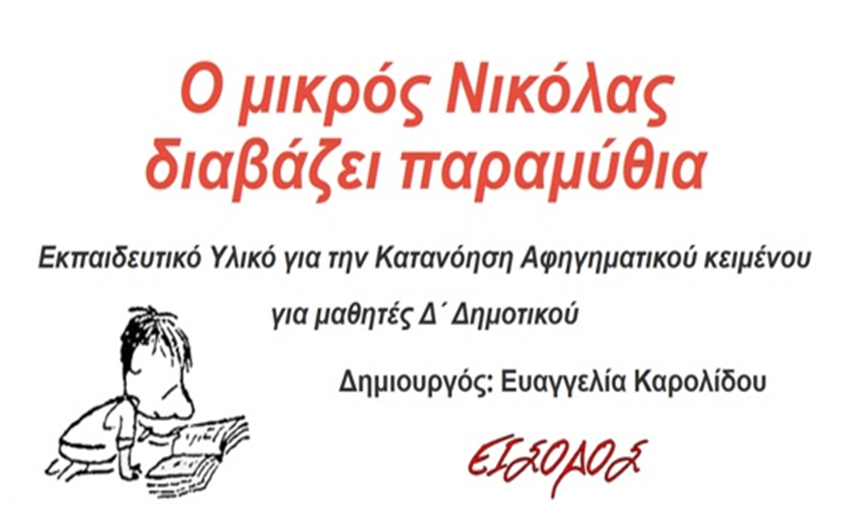 Ο μικρός Νικόλας
διαβάζει παραμύθια
Εκπαιδευτικό Υλικό για την Κατανόηση Αφηγηματικού κειμένου
για μαθητές Δ΄ Δημοτικού
Δημιουργός: Ευαγγελία Καρολίδου
ΕΙΣΟΔΟΣ